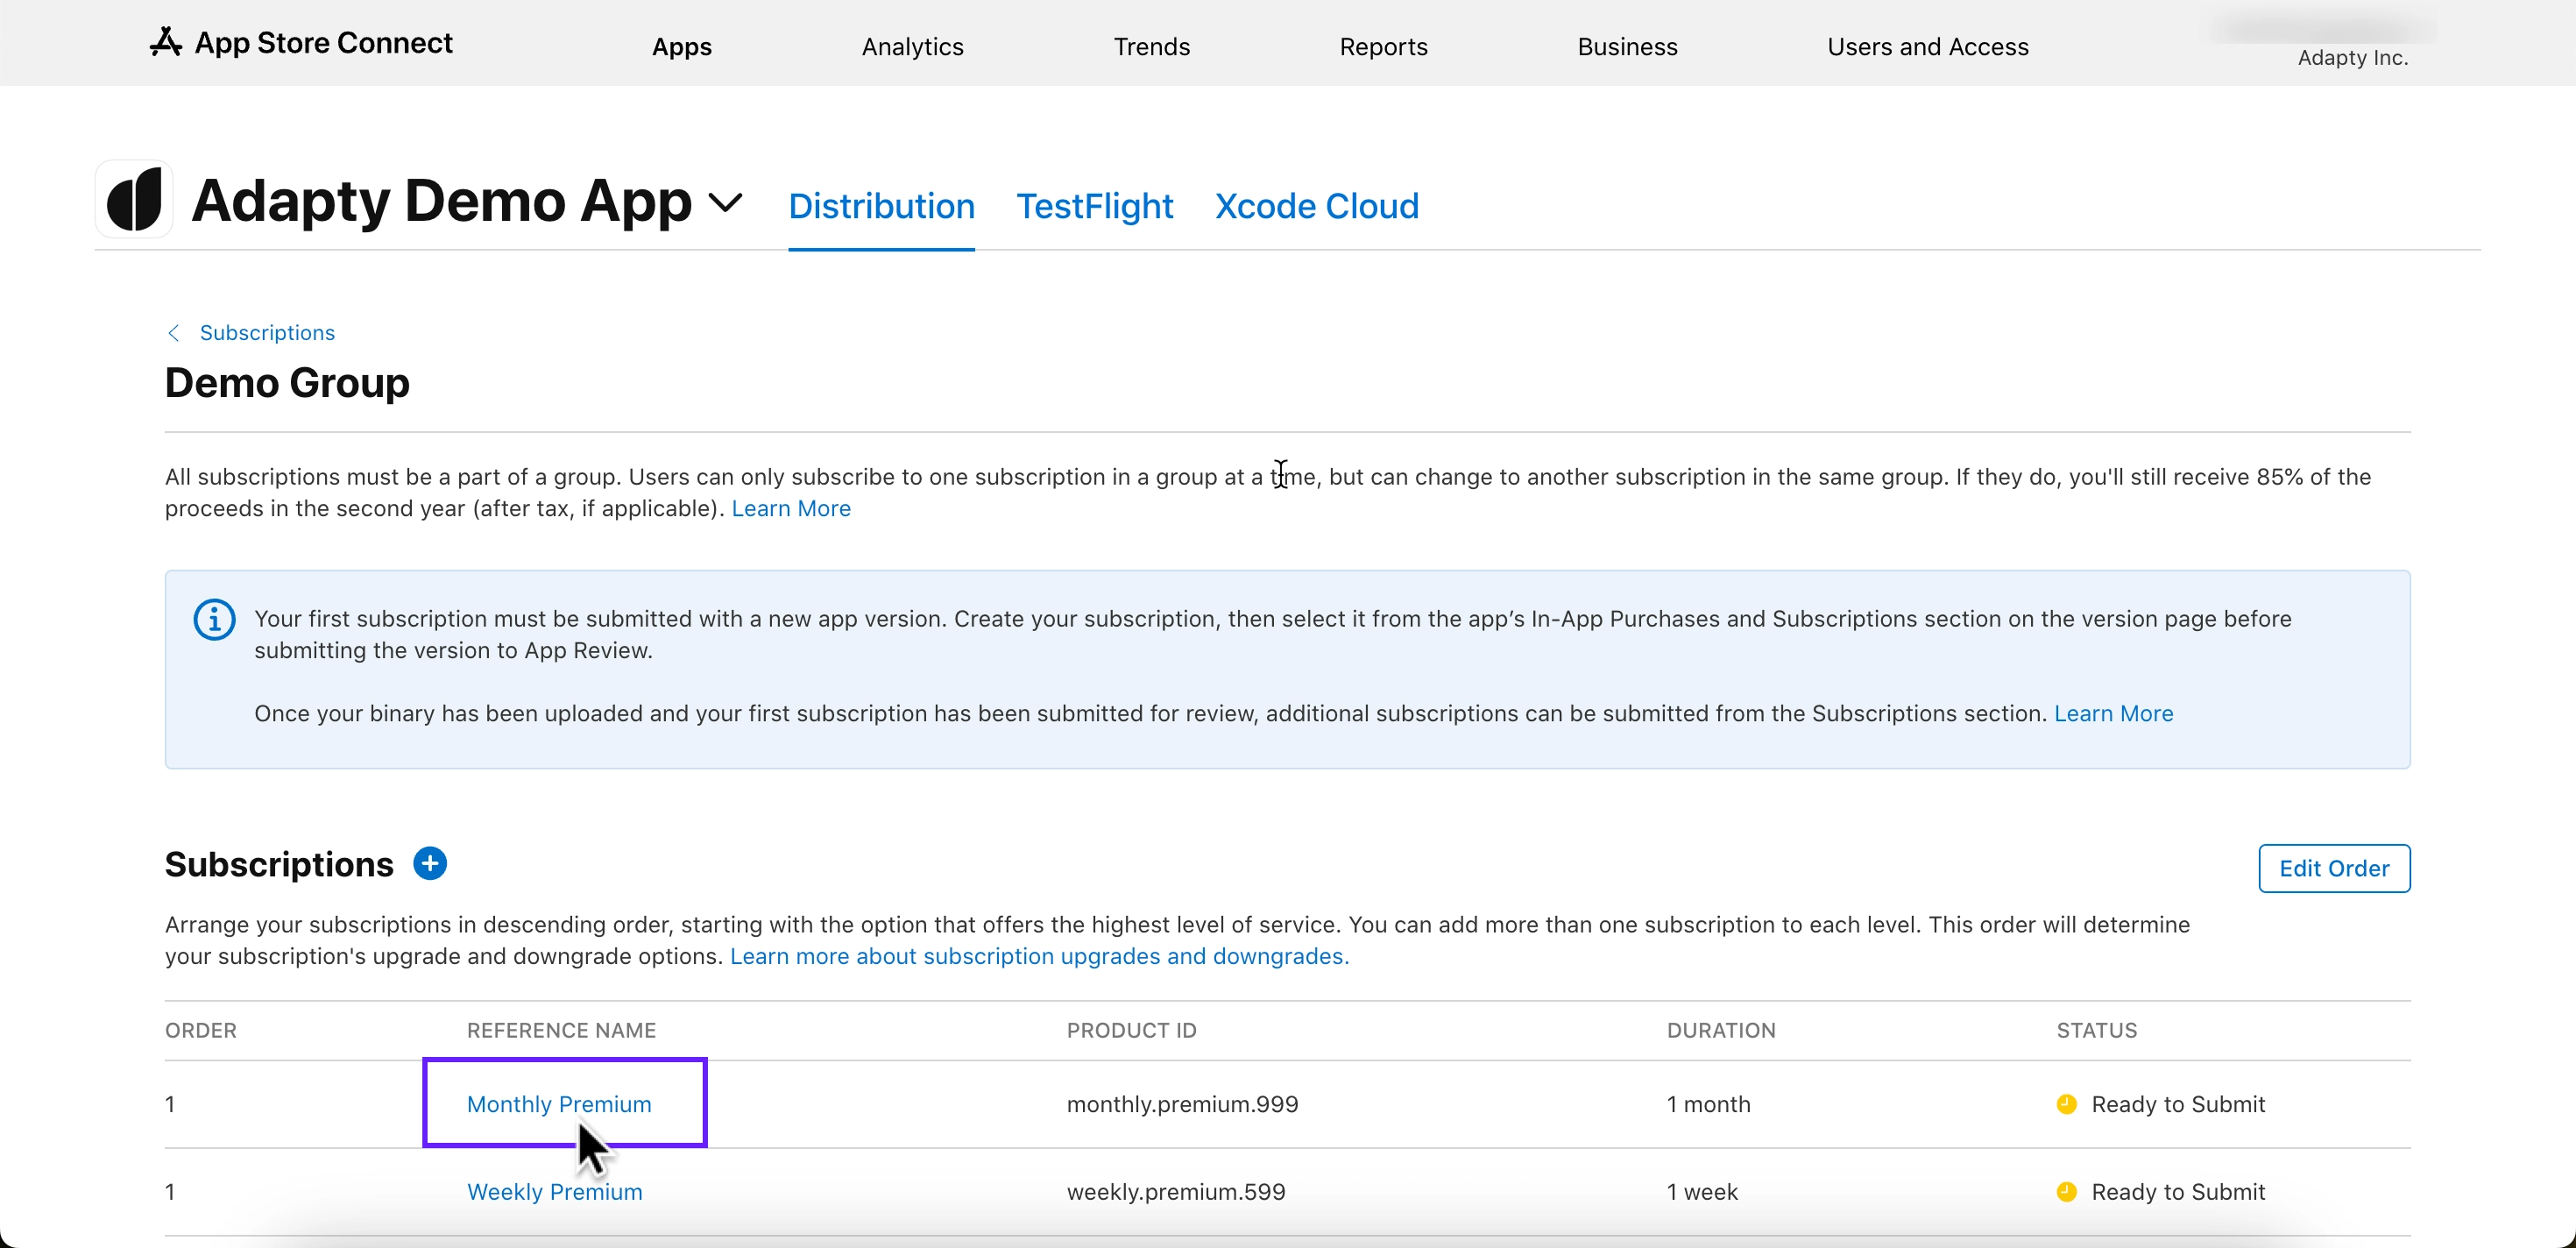 App Store Connect
Apps
Analytics
Trends
Reports
Business
Users and Access
Adapty Inc.
Adapty Demo App
Distribution
TestFlight
Xcode Cloud
Subscriptions
Demo Group
All subscriptions must be a part of a group. Users can only subscribe to one subscription in a group at a time, but can change to another subscription in the same group. If they do, you'll still receive 85% of the
proceeds in the second year (after tax, if applicable). Learn More
Your first subscription must be submitted with a new app version. Create your subscription, then select it from the app’s In-App Purchases and Subscriptions section on the version page before
submitting the version to App Review.
Once your binary has been uploaded and your first subscription has been submitted for review, additional subscriptions can be submitted from the Subscriptions section. Learn More
Subscriptions
Edit Order
Arrange your subscriptions in descending order, starting with the option that offers the highest level of service. You can add more than one subscription to each level. This order will determine
your subscription's upgrade and downgrade options. Learn more about subscription upgrades and downgrades.
ORDER REFERENCE NAME PRODUCT ID DURATION STATUS
1 Monthly Premium monthly.premium.999 1 month Ready to Submit
1 Weekly Premium weekly.premium.599 1 week Ready to Submit